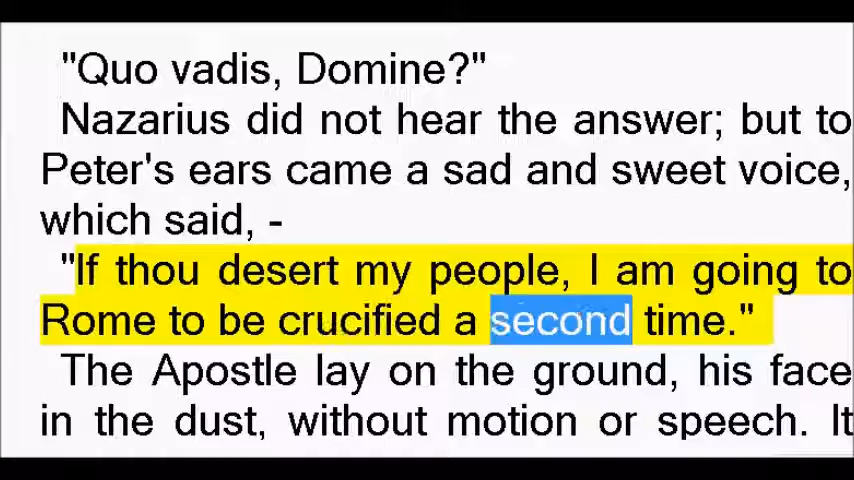 "Quo vadis, Domine?"
Nazarius did not hear the answer; but to
Peter's ears came a sad and sweet voice,
which said, -
"If thou desert my people, I am going to
Rome to be crucified a second time."
The Apostle lay on the ground, his face
in the dust, without motion or speech. It